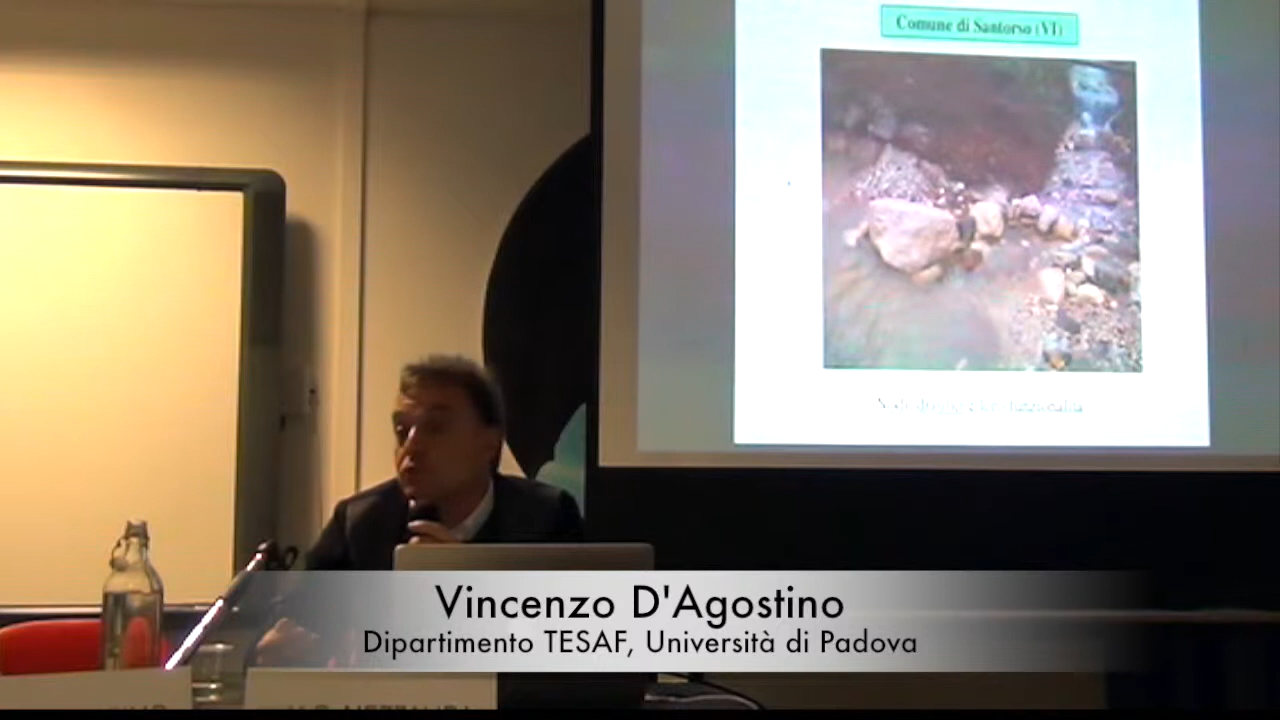 Comune di Santorso (VI)
Vincenzo D'Agostino
Dipartimento TESAF, Università di Padova